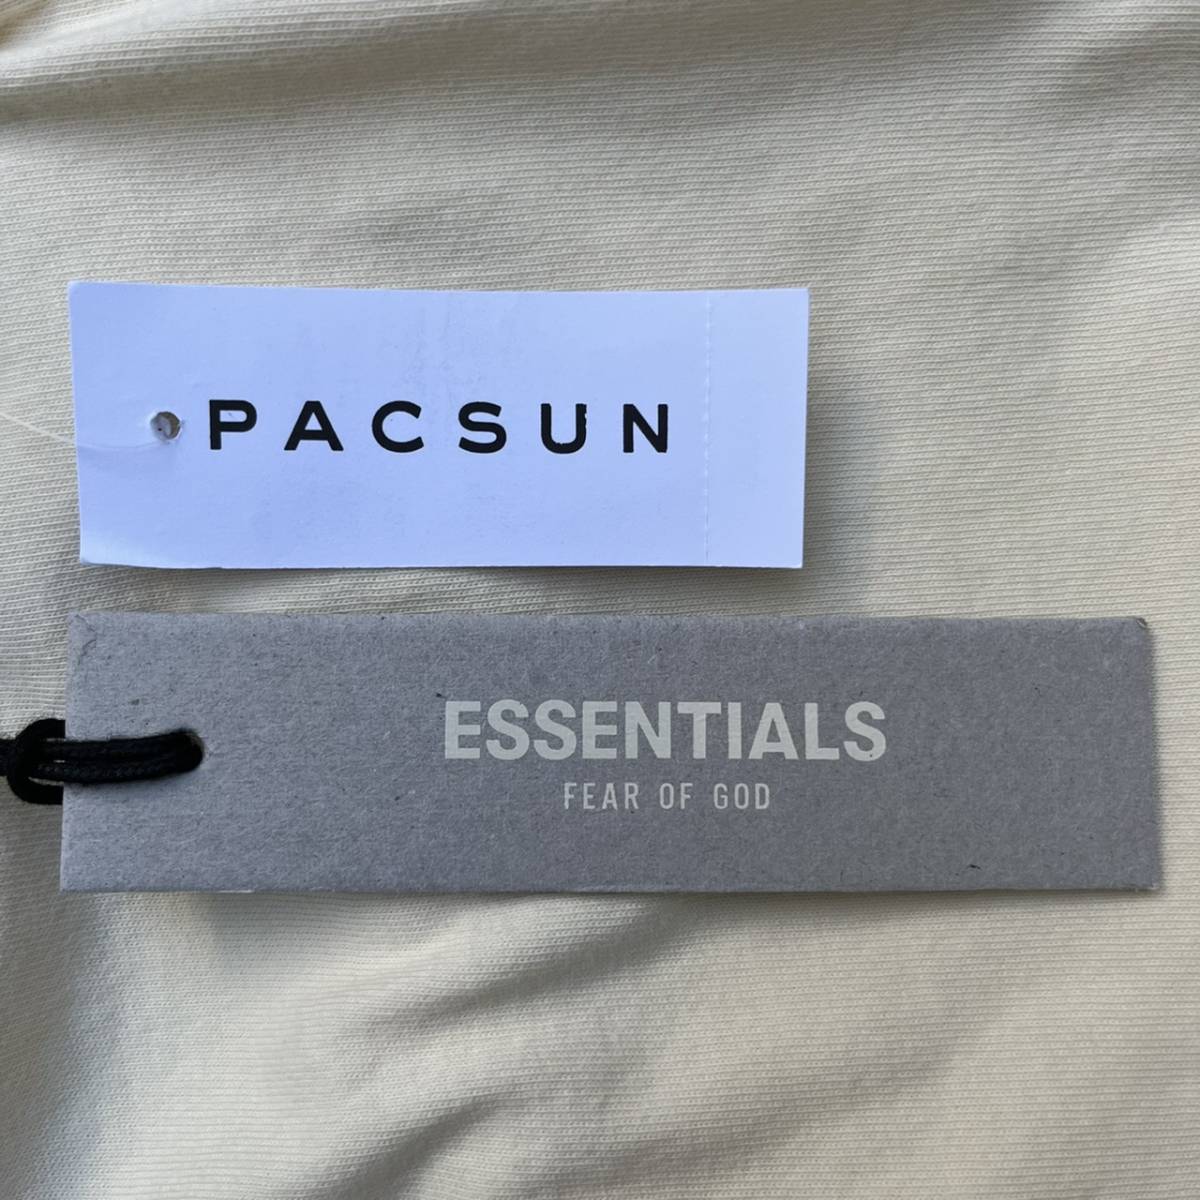 PACSUN
ESSENTIALS
FEAR OF GOD